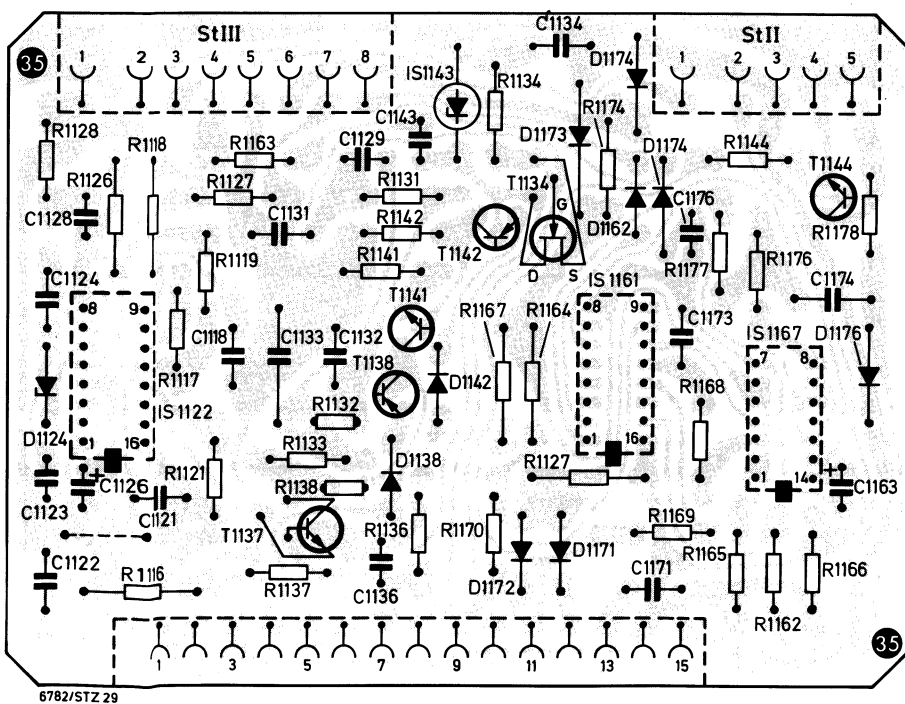 StIII
StII
35
1 2 3 4 5 6 7 8
1 2 3 4 5
C1134
D1174
IS1143
R1134
R1174
C1143
D1173
R1128
R1118
R1163
C1129
D1174
R1144
R1126
R1127
R1131
T1134
C1176
T1144
C1128
C1131
R1142
T1142
G
D
S
D1162
R1178
R1119
R1141
R1177
R1176
C1124
T1141
IS 1161
C1174
8 9
R1167
R1164
8 9
C1173
IS1167
D1176
C1118
C1133
C1132
T1138
7 8
R1117
D1142
R1168
IS1122
R1132
D1124
1 16
R1133
D1138
R1127
1 16
R1121
R1138
1 14
C1126
+
+
C1163
C1123
C1121
T1137
R1136
R1170
R1169
C1122
R1165
R1166
R1116
R1137
C1136
D1172
D1171
C1171
R1162
1 3 5 7 9 11 13 15
35
6782/STZ 29